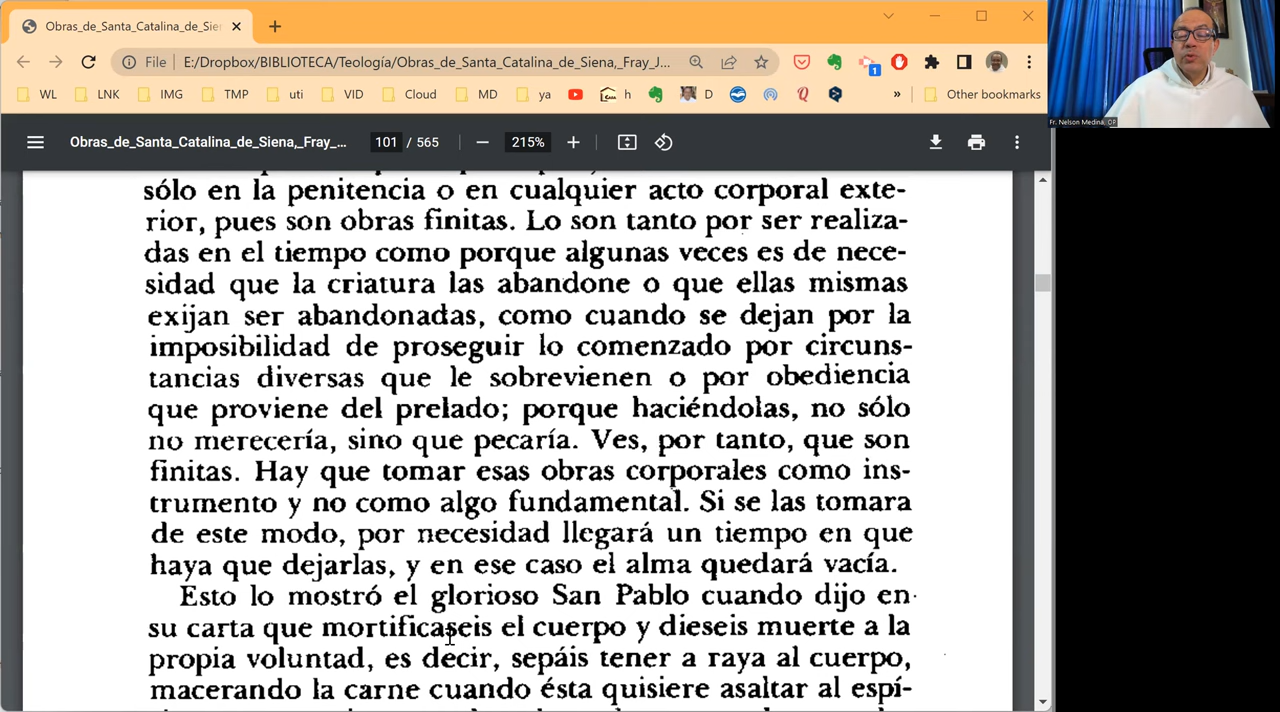 Obras_de_Santa_Catalina_de_Sie
File
E:/Dropbox/BIBLIOTECA/Teología/Obras_de_Santa_Catalina_de_Siena,_Fray_J...
1
WL LNK IMG TMP uti VID Cloud MD ya h D » Other bookmarks
Obras_de_Santa_Catalina_de_Siena,_Fray_... 101 / 565 215%
Fr. Nelson Medina, OP
sólo en la penitencia o en cualquier acto corporal exte-
rior, pues son obras finitas. Lo son tanto por ser realiza-
das en el tiempo como porque algunas veces es de nece-
sidad que la criatura las abandone o que ellas mismas
exijan ser abandonadas, como cuando se dejan por la
imposibilidad de proseguir lo comenzado por circuns-
tancias diversas que le sobrevienen o por obediencia
que proviene del prelado; porque haciéndolas, no sólo
no merecería, sino que pecaría. Ves, por tanto, que son
finitas. Hay que tomar esas obras corporales como ins-
trumento y no como algo fundamental. Si se las tomara
de este modo, por necesidad llegará un tiempo en que
haya que dejarlas, y en ese caso el alma quedará vacía.
Esto lo mostró el glorioso San Pablo cuando dijo en
su carta que mortificaseis el cuerpo y dieseis muerte a la
propia voluntad, es decir, sepáis tener a raya al cuerpo,
macerando la carne cuando ésta quisiere asaltar al espí-